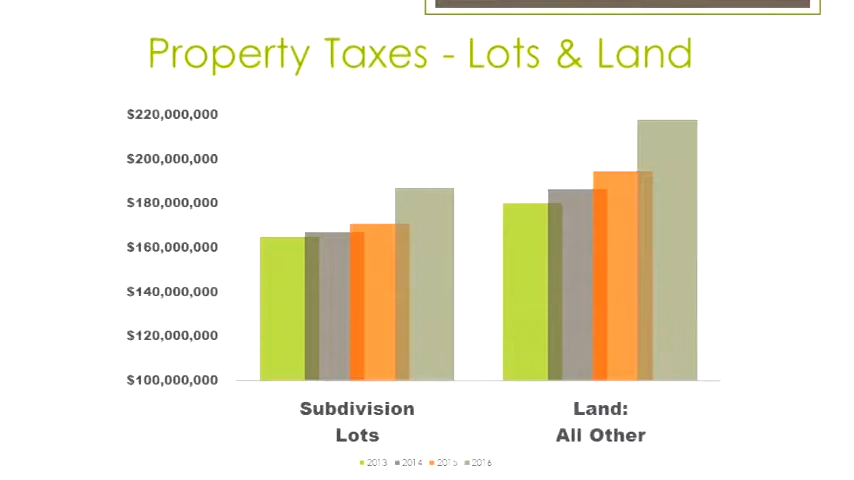 Property Taxes - Lots & Land
$220,000,000
$200,000,000
$180,000,000
$160,000,000
$140,000,000
$120,000,000
$100,000,000
Subdivision
Lots
Land:
All Other
2013 2014 2015 2016